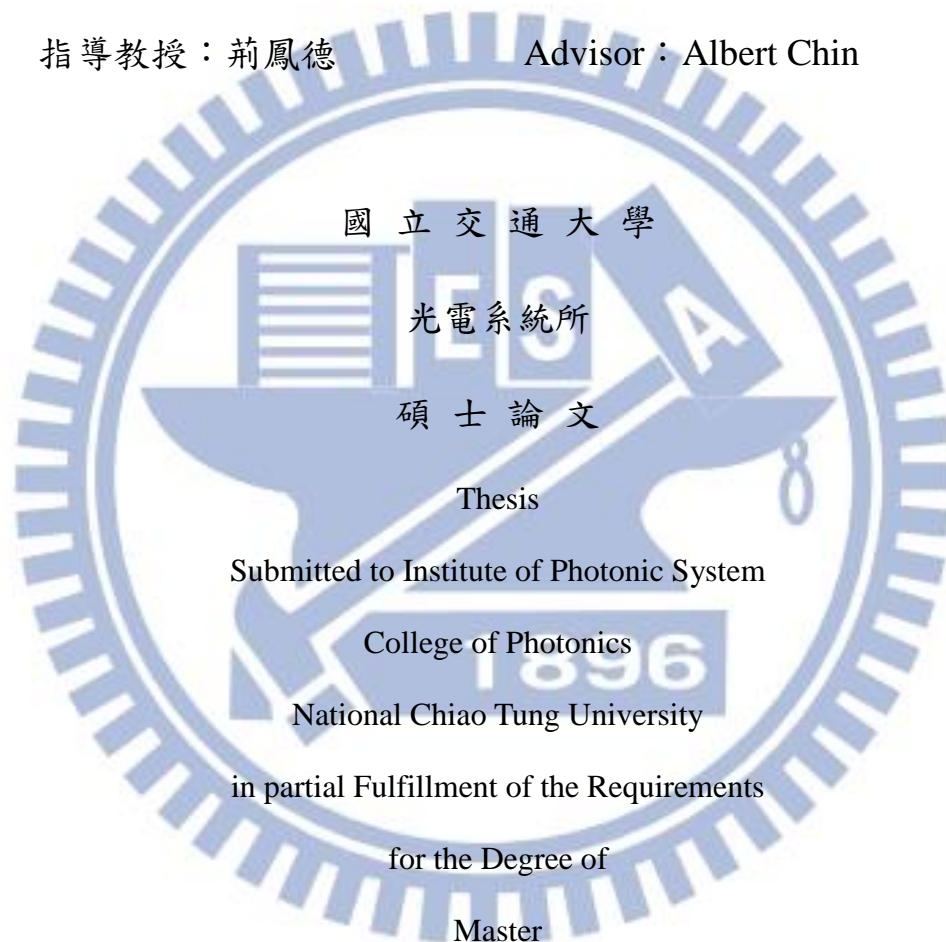 指導教授：荊鳳德 Advisor：Albert Chin
國 立 交 通 大 學
光電系統所
碩 士 論 文
Thesis
Submitted to Institute of Photonic System
College of Photonics
National Chiao Tung University
in partial Fulfillment of the Requirements
for the Degree of
Master
E S A
1896